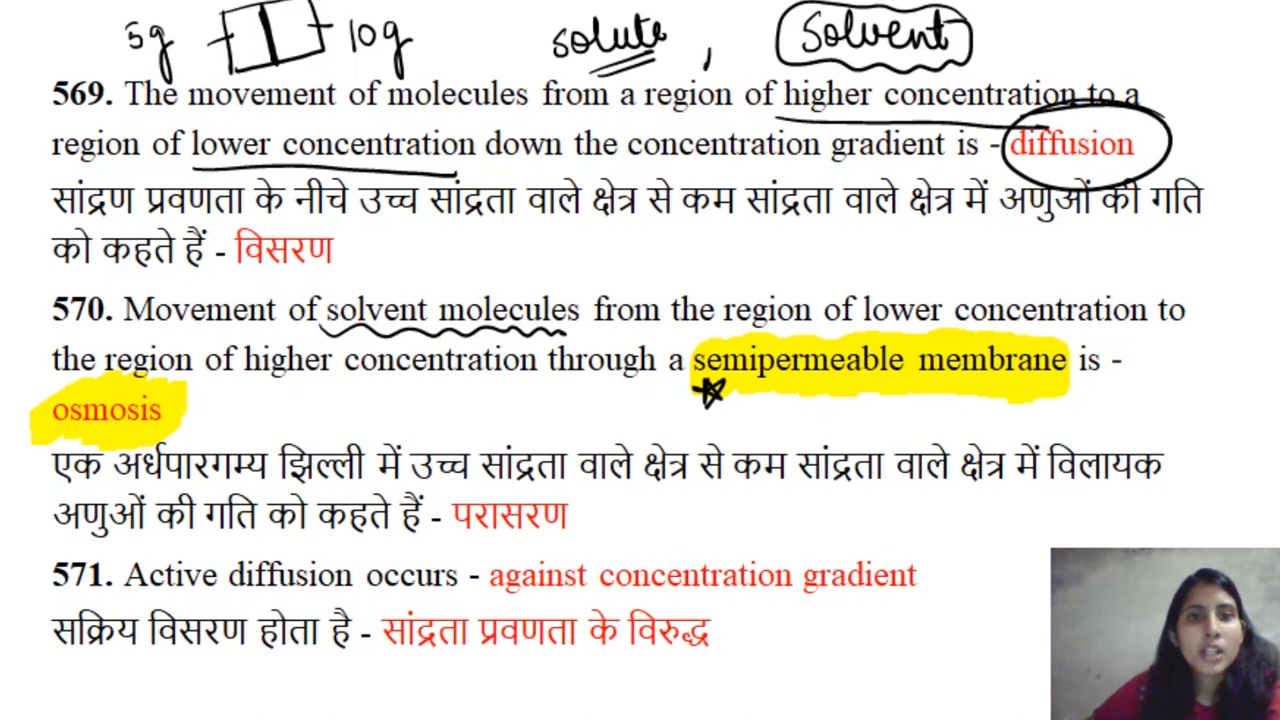 5g 10g solute, Solvent
569. The movement of molecules from a region of higher concentration to a
region of lower concentration down the concentration gradient is - diffusion
सांद्रण प्रवणता के नीचे उच्च सांद्रता वाले क्षेत्र से कम सांद्रता वाले क्षेत्र में अणुओं की गति
को कहते हैं - विसरण
570. Movement of solvent molecules from the region of lower concentration to
the region of higher concentration through a semipermeable membrane is -
osmosis
एक अर्धपारगम्य झिल्ली में उच्च सांद्रता वाले क्षेत्र से कम सांद्रता वाले क्षेत्र में विलायक
अणुओं की गति को कहते हैं - परासरण
571. Active diffusion occurs - against concentration gradient
सक्रिय विसरण होता है - सांद्रता प्रवणता के विरुद्ध